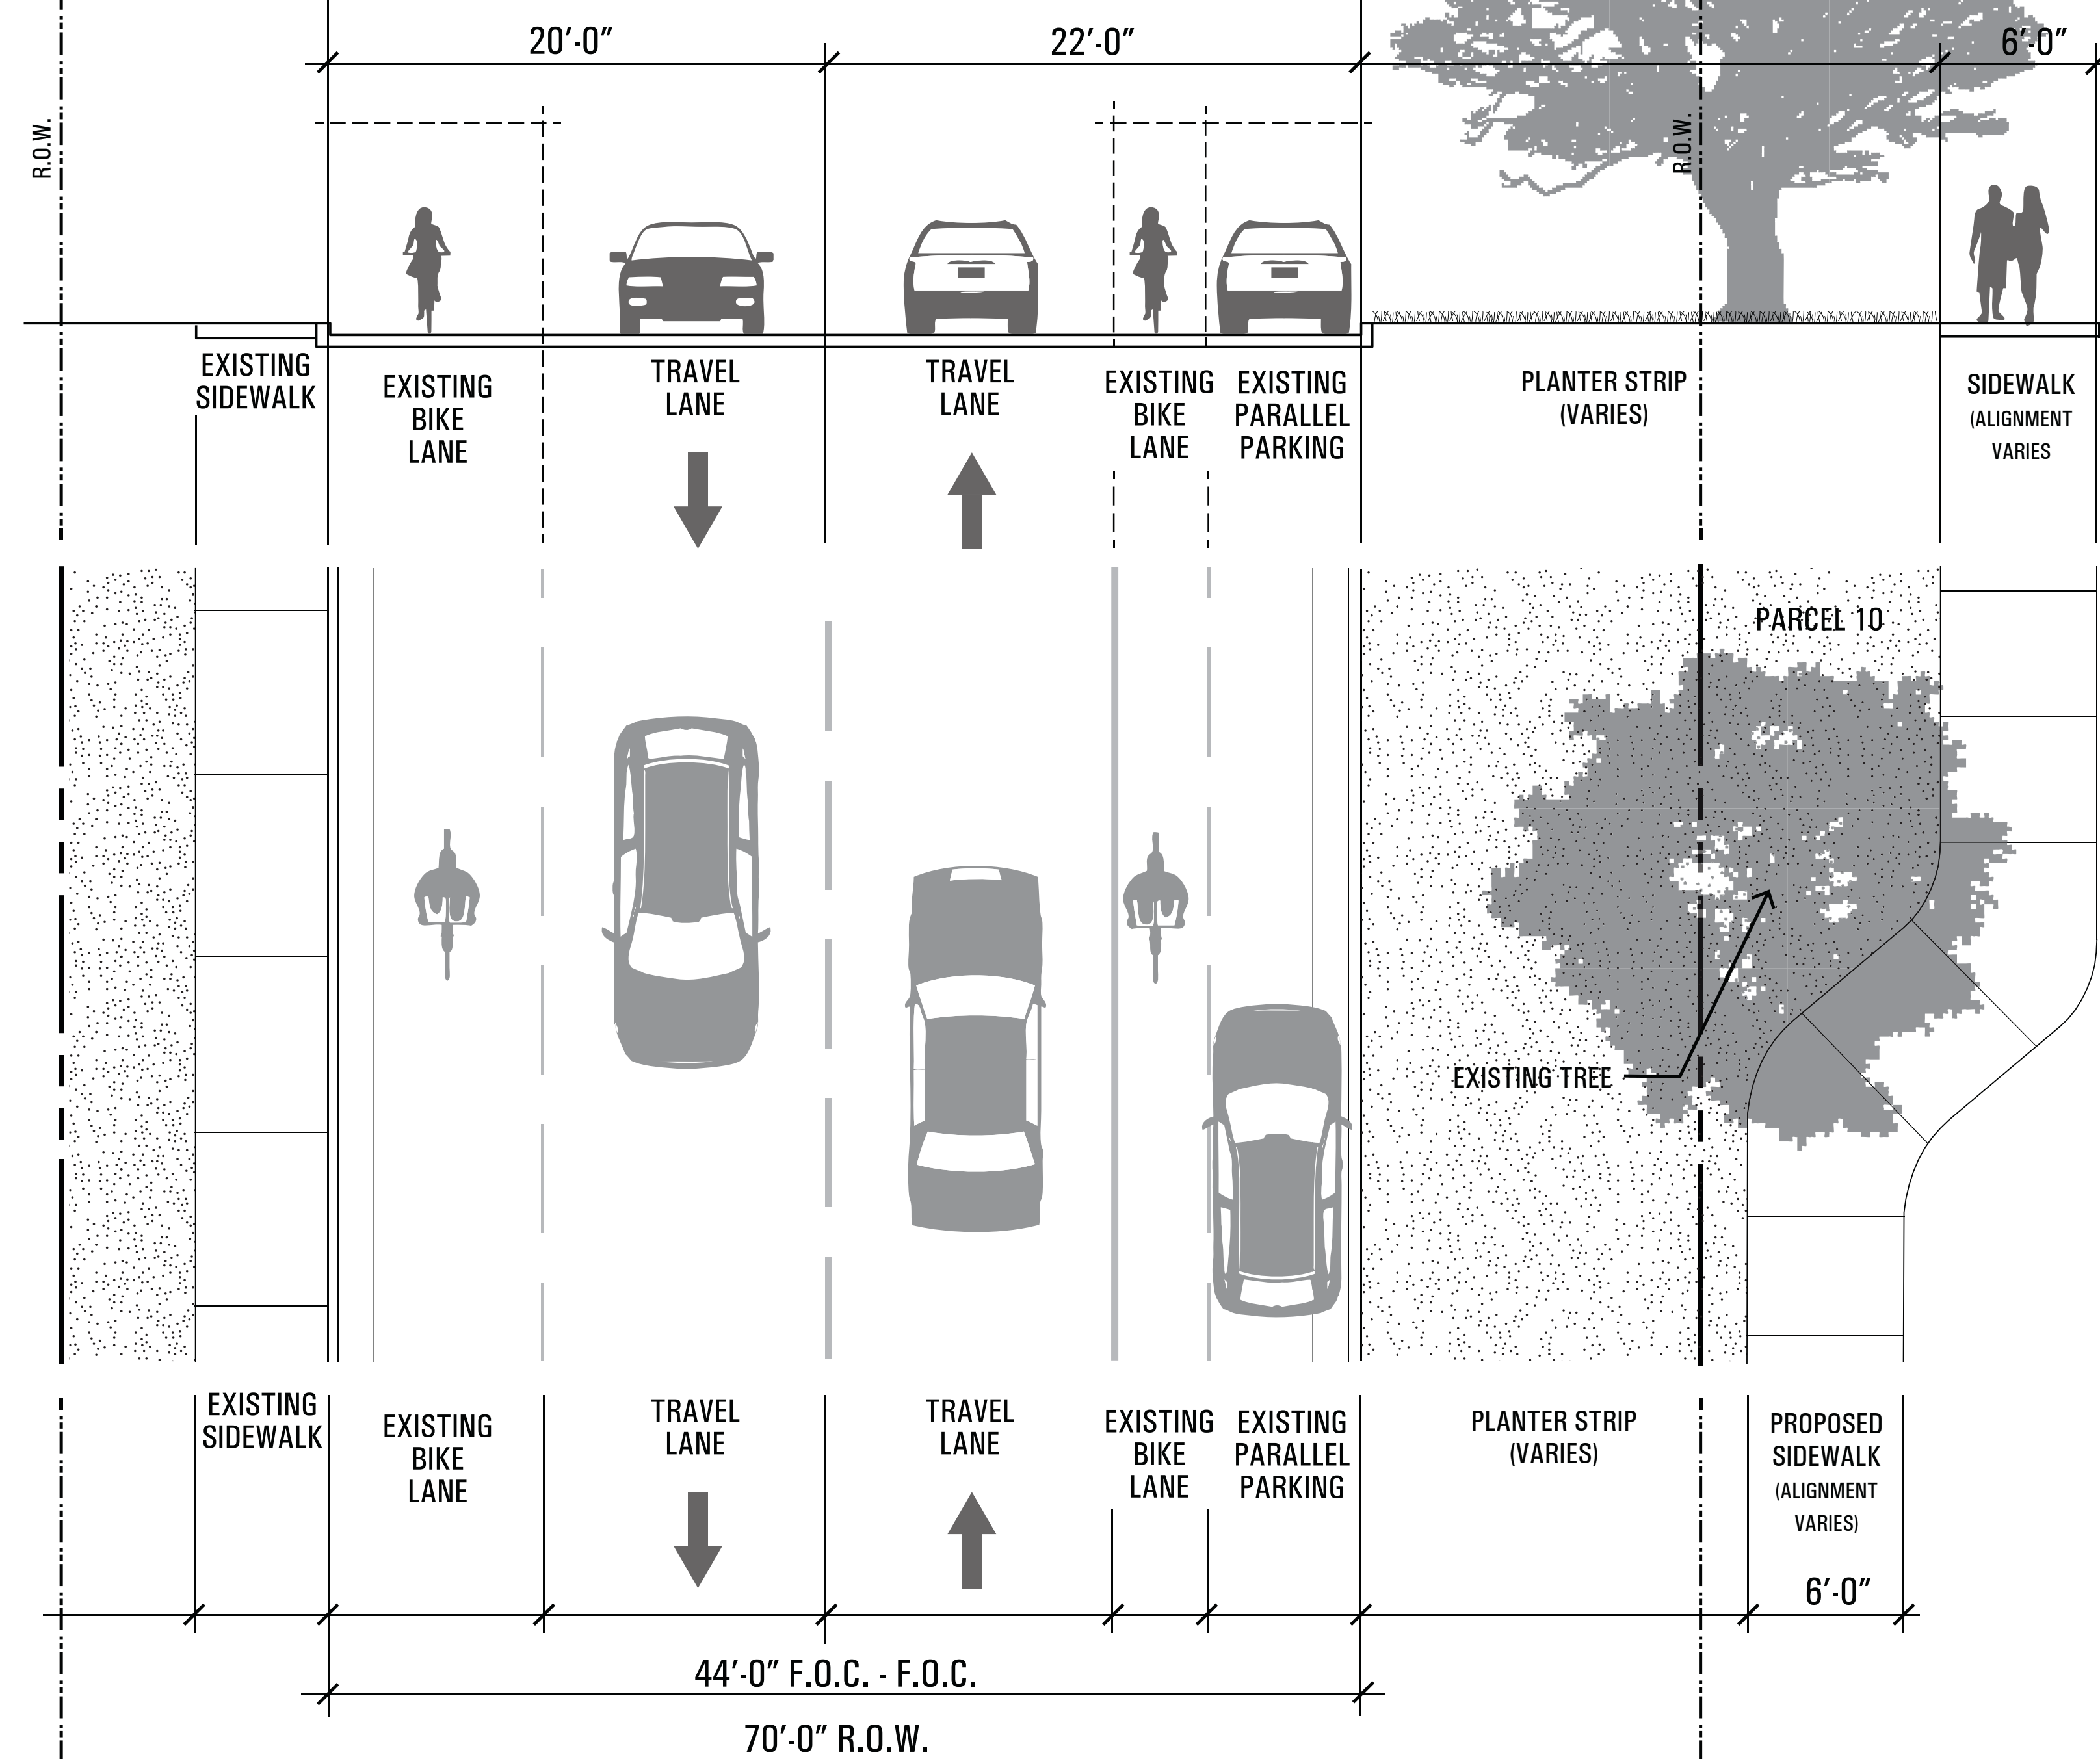 20'-0"
22'-0"
6'-0"
R.O.W.
R.O.W.
EXISTING
SIDEWALK
EXISTING
BIKE
LANE
TRAVEL
LANE
TRAVEL
LANE
EXISTING
BIKE
LANE
EXISTING
PARALLEL
PARKING
PLANTER STRIP
(VARIES)
SIDEWALK
(ALIGNMENT
VARIES
PARCEL 10
EXISTING TREE
EXISTING
SIDEWALK
EXISTING
BIKE
LANE
TRAVEL
LANE
TRAVEL
LANE
EXISTING
BIKE
LANE
EXISTING
PARALLEL
PARKING
PLANTER STRIP
(VARIES)
PROPOSED
SIDEWALK
(ALIGNMENT
VARIES)
6'-0"
44'-0" F.O.C. - F.O.C.
70'-0" R.O.W.